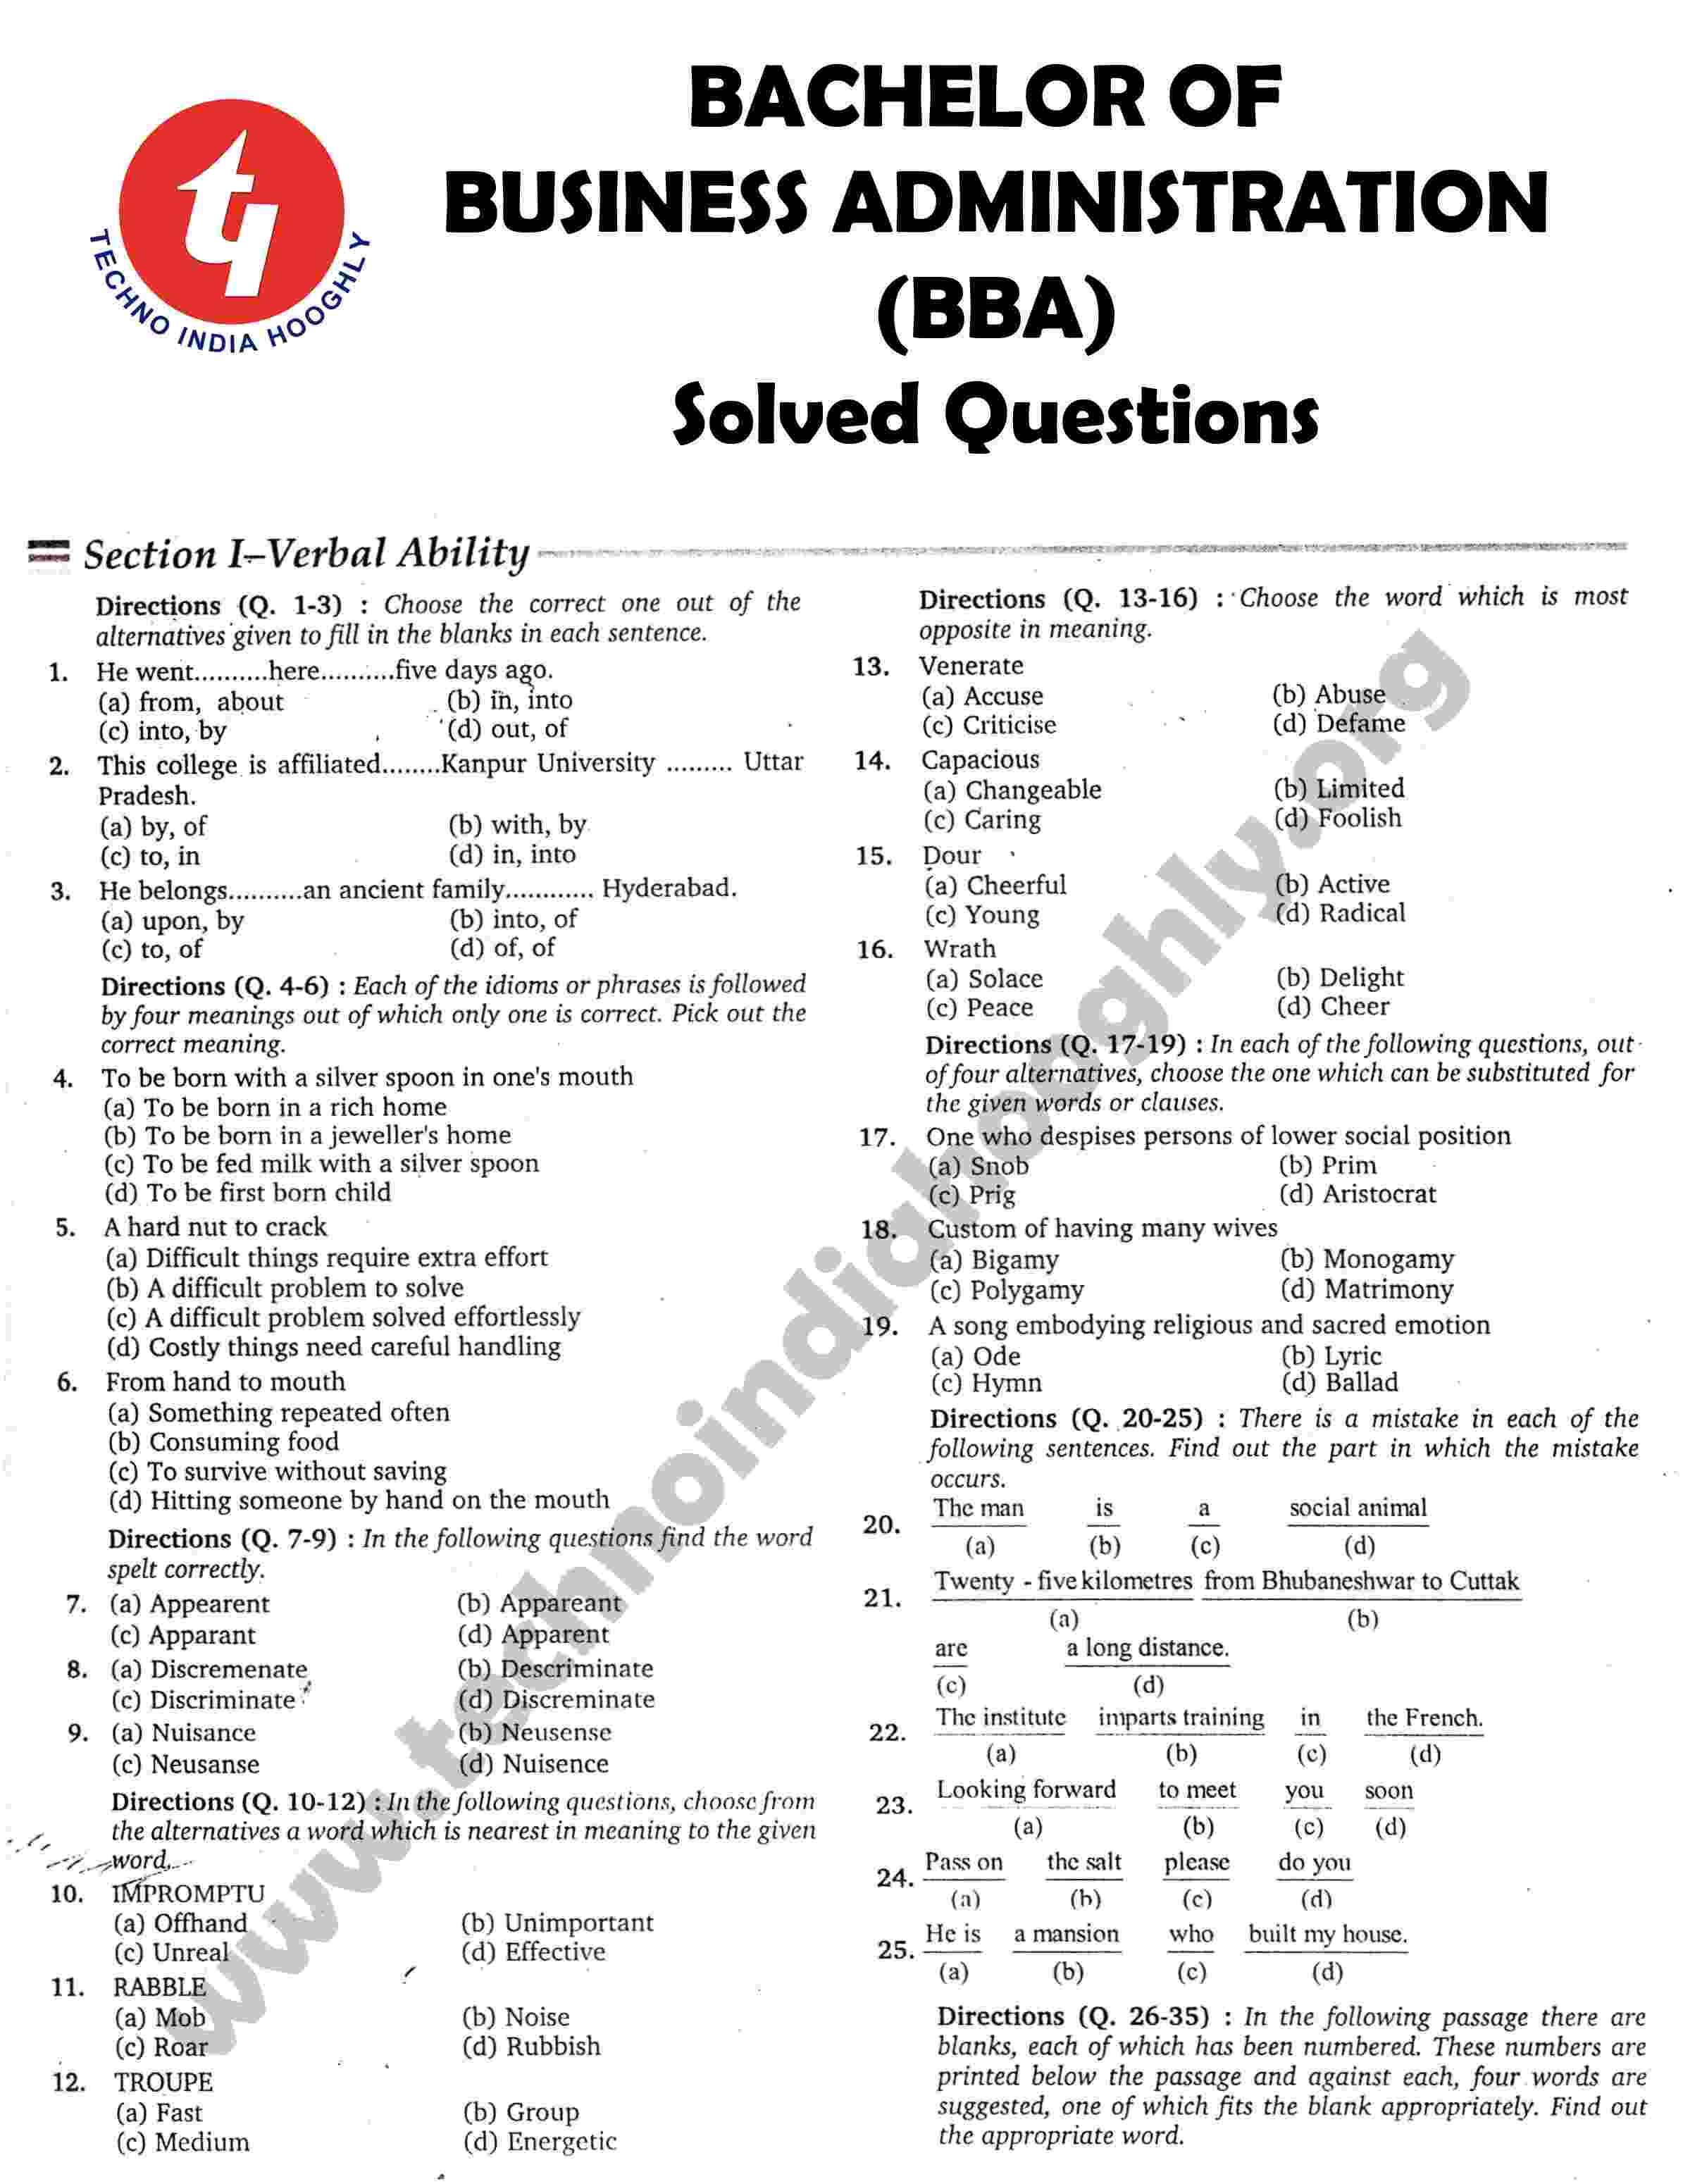 BACHELOR OF
BUSINESS ADMINISTRATION
(BBA)
Solved Questions
TECHNO INDIA HOOGHLY
Section I–Verbal Ability
Directions (Q. 1-3) : Choose the correct one out of the
alternatives given to fill in the blanks in each sentence.
1. He went..........here..........five days ago.
(a) from, about (b) in, into
(c) into, by (d) out, of
2. This college is affiliated........Kanpur University ......... Uttar
Pradesh.
(a) by, of (b) with, by
(c) to, in (d) in, into
3. He belongs..........an ancient family............ Hyderabad.
(a) upon, by (b) into, of
(c) to, of (d) of, of
Directions (Q. 4-6) : Each of the idioms or phrases is followed
by four meanings out of which only one is correct. Pick out the
correct meaning.
4. To be born with a silver spoon in one's mouth
(a) To be born in a rich home
(b) To be born in a jeweller's home
(c) To be fed milk with a silver spoon
(d) To be first born child
5. A hard nut to crack
(a) Difficult things require extra effort
(b) A difficult problem to solve
(c) A difficult problem solved effortlessly
(d) Costly things need careful handling
6. From hand to mouth
(a) Something repeated often
(b) Consuming food
(c) To survive without saving
(d) Hitting someone by hand on the mouth
Directions (Q. 7-9) : In the following questions find the word
spelt correctly.
7. (a) Appearent (b) Appareant
(c) Apparant (d) Apparent
8. (a) Discremenate (b) Descriminate
(c) Discriminate (d) Discreminate
9. (a) Nuisance (b) Neusense
(c) Neusanse (d) Nuisence
Directions (Q. 10-12) : In the following questions, choose from
the alternatives a word which is nearest in meaning to the given
word.
10. IMPROMPTU
(a) Offhand (b) Unimportant
(c) Unreal (d) Effective
11. RABBLE
(a) Mob (b) Noise
(c) Roar (d) Rubbish
12. TROUPE
(a) Fast (b) Group
(c) Medium (d) Energetic
Directions (Q. 13-16) : Choose the word which is most
opposite in meaning.
13. Venerate
(a) Accuse (b) Abuse
(c) Criticise (d) Defame
14. Capacious
(a) Changeable (b) Limited
(c) Caring (d) Foolish
15. Dour
(a) Cheerful (b) Active
(c) Young (d) Radical
16. Wrath
(a) Solace (b) Delight
(c) Peace (d) Cheer
Directions (Q. 17-19) : In each of the following questions, out
of four alternatives, choose the one which can be substituted for
the given words or clauses.
17. One who despises persons of lower social position
(a) Snob (b) Prim
(c) Prig (d) Aristocrat
18. Custom of having many wives
(a) Bigamy (b) Monogamy
(c) Polygamy (d) Matrimony
19. A song embodying religious and sacred emotion
(a) Ode (b) Lyric
(c) Hymn (d) Ballad
Directions (Q. 20-25) : There is a mistake in each of the
following sentences. Find out the part in which the mistake
occurs.
20. The man is a social animal
(a) (b) (c) (d)
21. Twenty - five kilometres from Bhubaneshwar to Cuttak
(a) (b)
are a long distance.
(c) (d)
22. The institute imparts training in the French.
(a) (b) (c) (d)
23. Looking forward to meet you soon
(a) (b) (c) (d)
24. Pass on the salt please do you
(a) (b) (c) (d)
25. He is a mansion who built my house.
(a) (b) (c) (d)
Directions (Q. 26-35) : In the following passage there are
blanks, each of which has been numbered. These numbers are
printed below the passage and against each, four words are
suggested, one of which fits the blank appropriately. Find out
the appropriate word.
www.technoindiahooghly.org